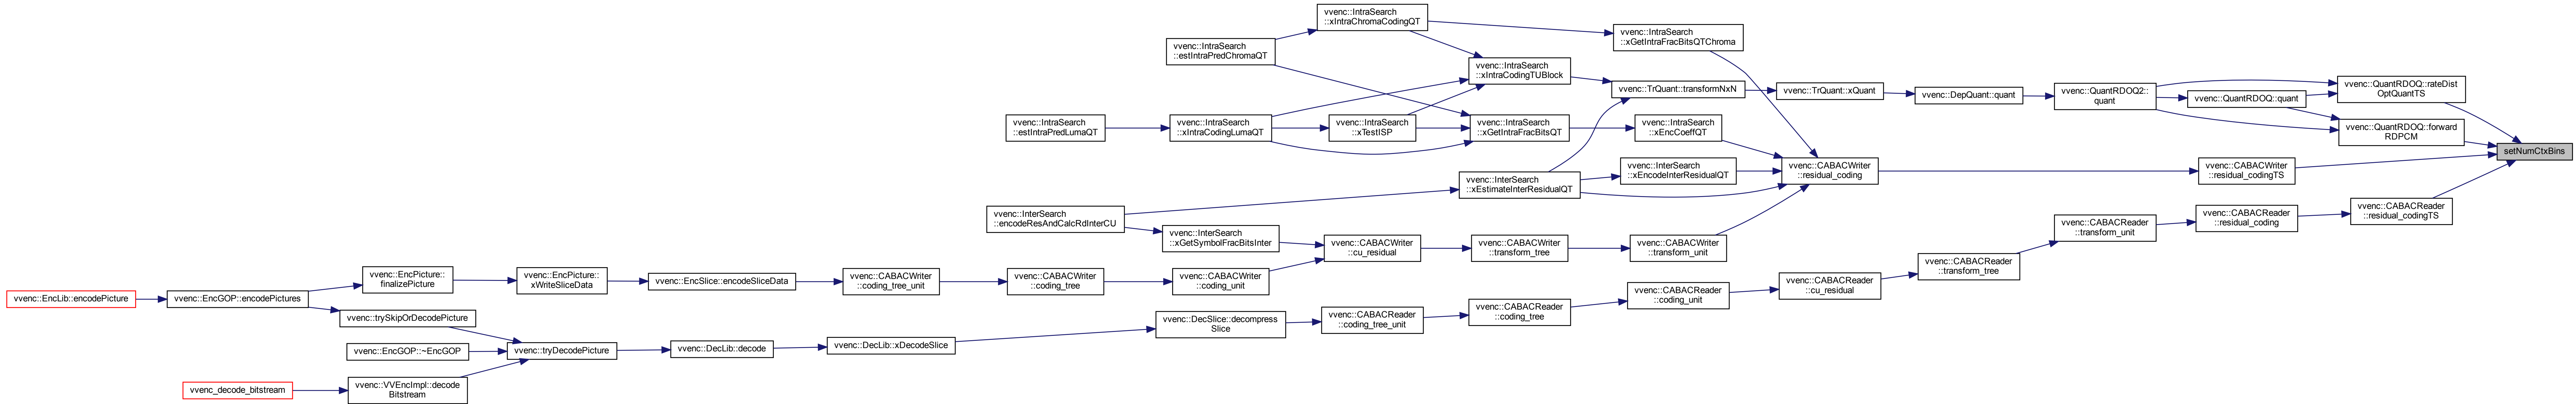 vvenc::IntraSearch
::xIntraChromaCodingQT
vvenc::IntraSearch
::xGetIntraFracBitsQTChroma
vvenc::IntraSearch
::estIntraPredChromaQT
vvenc::IntraSearch
::xIntraCodingTUBlock
vvenc::TrQuant::transformNxN
vvenc::TrQuant::xQuant
vvenc::DepQuant::quant
vvenc::QuantRDOQ2::
quant
vvenc::QuantRDOQ::quant
vvenc::QuantRDOQ::rateDist
OptQuantTS
vvenc::IntraSearch
::estIntraPredLumaQT
vvenc::IntraSearch
::xIntraCodingLumaQT
vvenc::IntraSearch
::xTestISP
vvenc::IntraSearch
::xGetIntraFracBitsQT
vvenc::IntraSearch
::xEncCoeffQT
vvenc::QuantRDOQ::forward
RDPCM
setNumCtxBins
vvenc::InterSearch
::xEstimateInterResidualQT
vvenc::InterSearch
::xEncodeInterResidualQT
vvenc::CABACWriter
::residual_coding
vvenc::CABACWriter
::residual_codingTS
vvenc::InterSearch
::encodeResAndCalcRdInterCU
vvenc::InterSearch
::xGetSymbolFracBitsInter
vvenc::CABACWriter
::cu_residual
vvenc::CABACWriter
::transform_tree
vvenc::CABACWriter
::transform_unit
vvenc::CABACReader
::transform_unit
vvenc::CABACReader
::residual_coding
vvenc::CABACReader
::residual_codingTS
vvenc::EncLib::encodePicture
vvenc::EncGOP::encodePictures
vvenc::EncPicture::
finalizePicture
vvenc::EncPicture::
xWriteSliceData
vvenc::EncSlice::encodeSliceData
vvenc::CABACWriter
::coding_tree_unit
vvenc::CABACWriter
::coding_tree
vvenc::CABACWriter
::coding_unit
vvenc::CABACReader
::coding_unit
vvenc::CABACReader
::cu_residual
vvenc::CABACReader
::transform_tree
vvenc::trySkipOrDecodePicture
vvenc::EncGOP::~EncGOP
vvenc::tryDecodePicture
vvenc::DecLib::decode
vvenc::DecLib::xDecodeSlice
vvenc::DecSlice::decompress
Slice
vvenc::CABACReader
::coding_tree_unit
vvenc::CABACReader
::coding_tree
vvenc_decode_bitstream
vvenc::VVEncImpl::decode
Bitstream